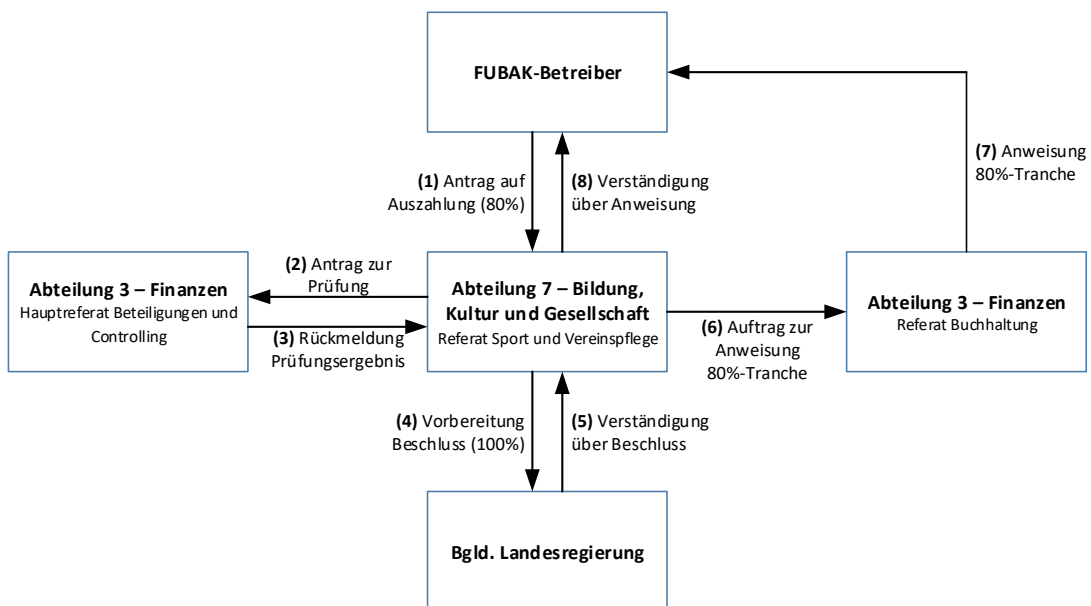 FUBAK-Betreiber
(7) Anweisung
80%-Tranche
(1) Antrag auf
Auszahlung (80%)
(8) Verständigung
über Anweisung
(2) Antrag zur
Prüfung
Abteilung 3 – Finanzen
Hauptreferat Beteiligungen und
Controlling
(3) Rückmeldung
Prüfungsergebnis
Abteilung 7 – Bildung,
Kultur und Gesellschaft
Referat Sport und Vereinspflege
(6) Auftrag zur
Anweisung
80%-Tranche
Abteilung 3 – Finanzen
Referat Buchhaltung
(4) Vorbereitung
Beschluss (100%)
(5) Verständigung
über Beschluss
Bgld. Landesregierung